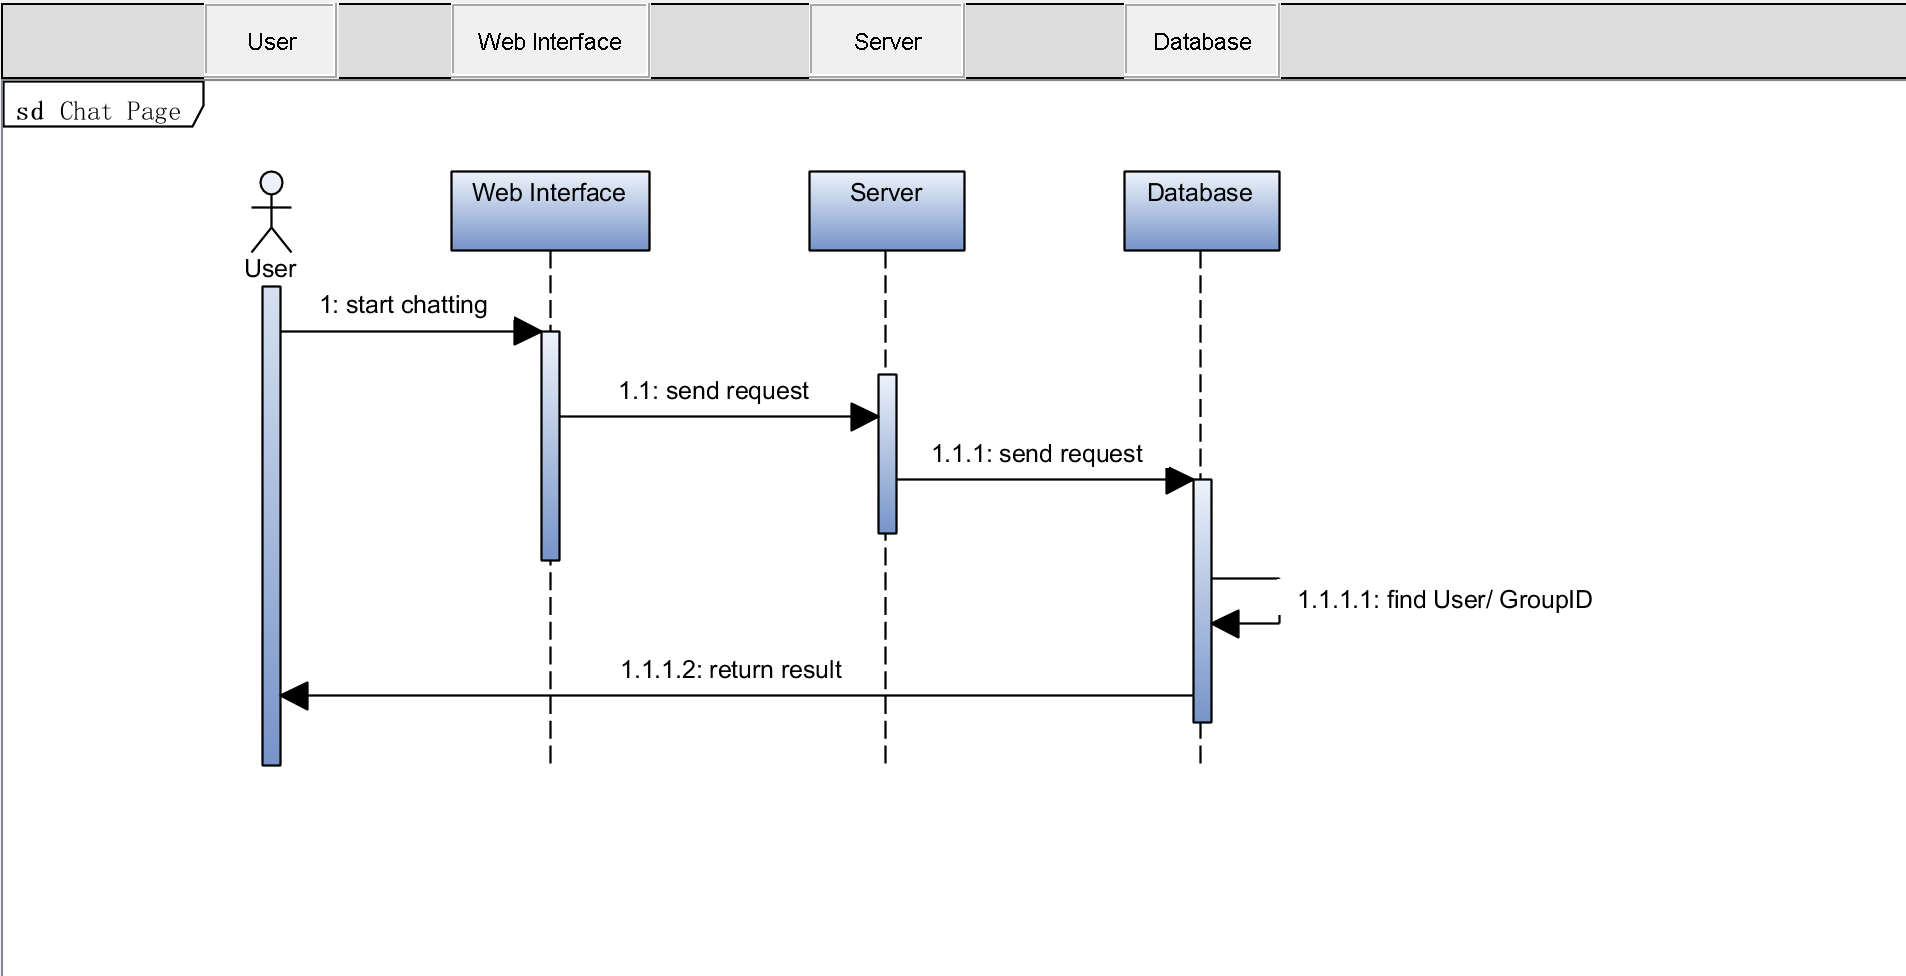 User
Web Interface
Server
Database
sd Chat Page
Web Interface
Server
Database
User
1: start chatting
1.1: send request
1.1.1: send request
1.1.1.1: find User/ GroupID
1.1.1.2: return result